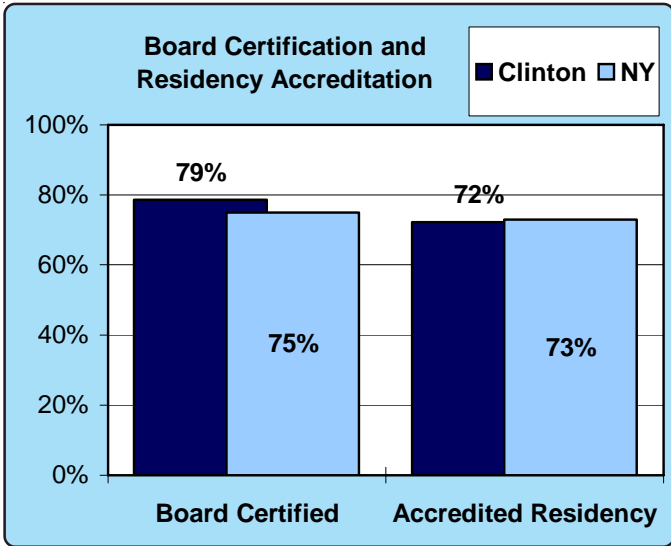 Board Certification and
Residency Accreditation
Clinton NY
100%
80%
60%
40%
20%
0%
79%
75%
72%
73%
Board Certified
Accredited Residency